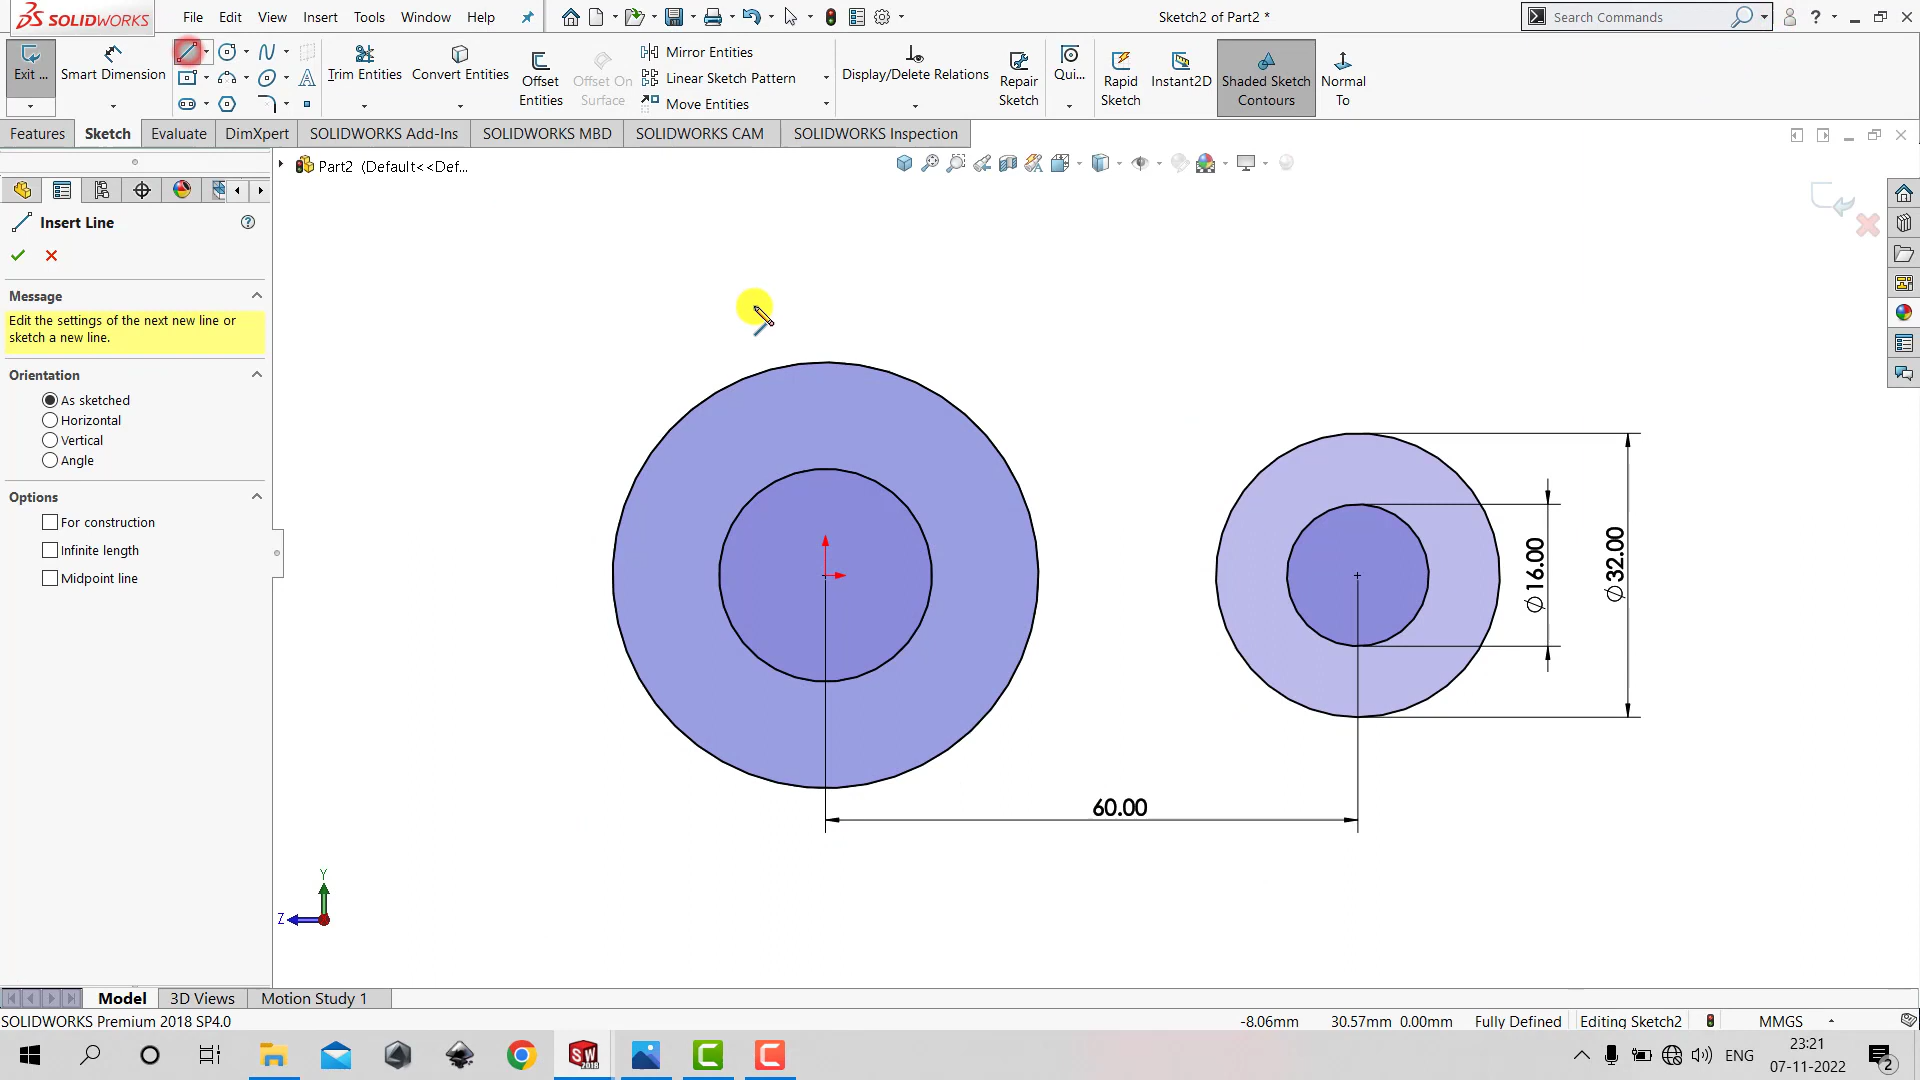 SOLIDWORKS File Edit View Insert Tools Window Help Sketch2 of Part2 * Search Commands
Exit ... Smart Dimension Trim Entities Convert Entities Offset Entities Offset On Surface Mirror Entities
Linear Sketch Pattern
Move Entities
Display/Delete Relations Repair Sketch Qui... Rapid Sketch Instant2D Shaded Sketch Contours Normal To
Features Sketch Evaluate DimXpert SOLIDWORKS Add-Ins SOLIDWORKS MBD SOLIDWORKS CAM SOLIDWORKS Inspection
Part2 (Default<<Def...
Insert Line
Message
Edit the settings of the next new line or
sketch a new line.
Orientation
As sketched
Horizontal
Vertical
Angle
Options
For construction
Infinite length
Midpoint line
∅16.00
∅32.00
60.00
Y
Z
Model 3D Views Motion Study 1
SOLIDWORKS Premium 2018 SP4.0 -8.06mm 30.57mm 0.00mm Fully Defined Editing Sketch2 MMGS
SW
2018
ENG
23:21
07-11-2022
2